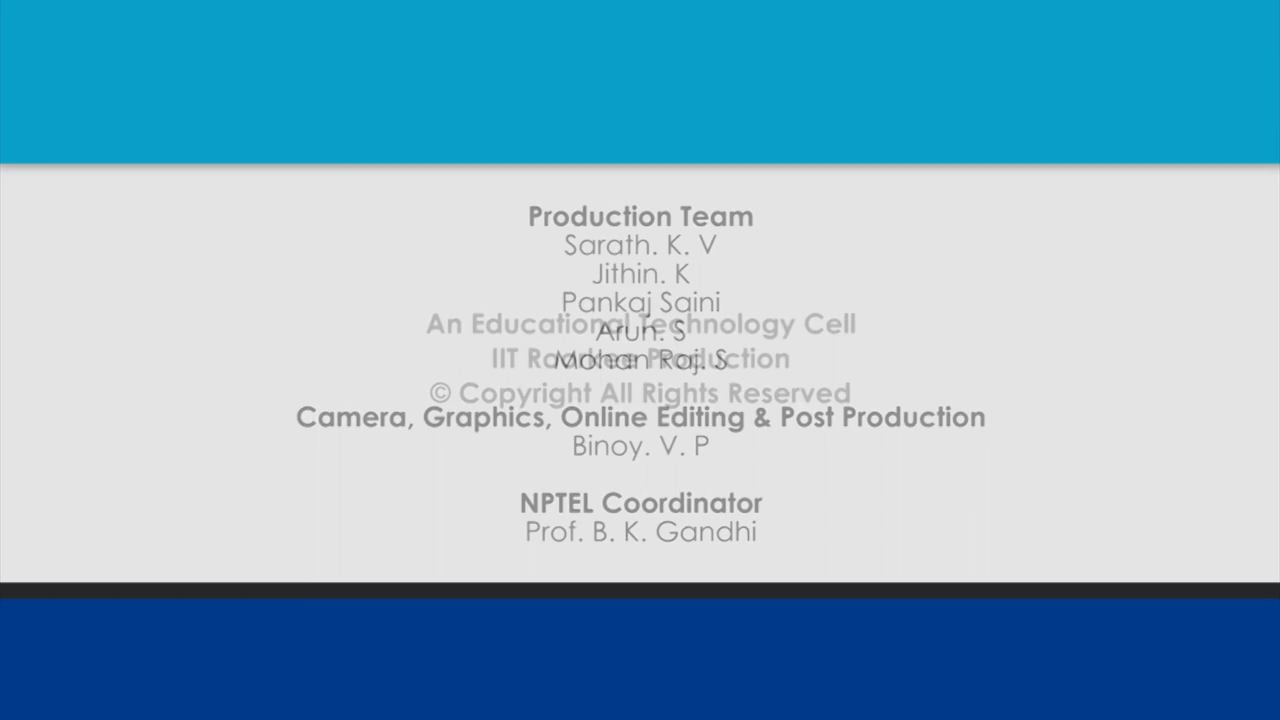 Production Team
Sarath. K. V
Jithin. K
Pankaj Saini
An Educational Technology Cell
Arun. S
IIT Roorkee Production
Mohan Raj. S
© Copyright All Rights Reserved
Camera, Graphics, Online Editing & Post Production
Binoy. V. P
NPTEL Coordinator
Prof. B. K. Gandhi